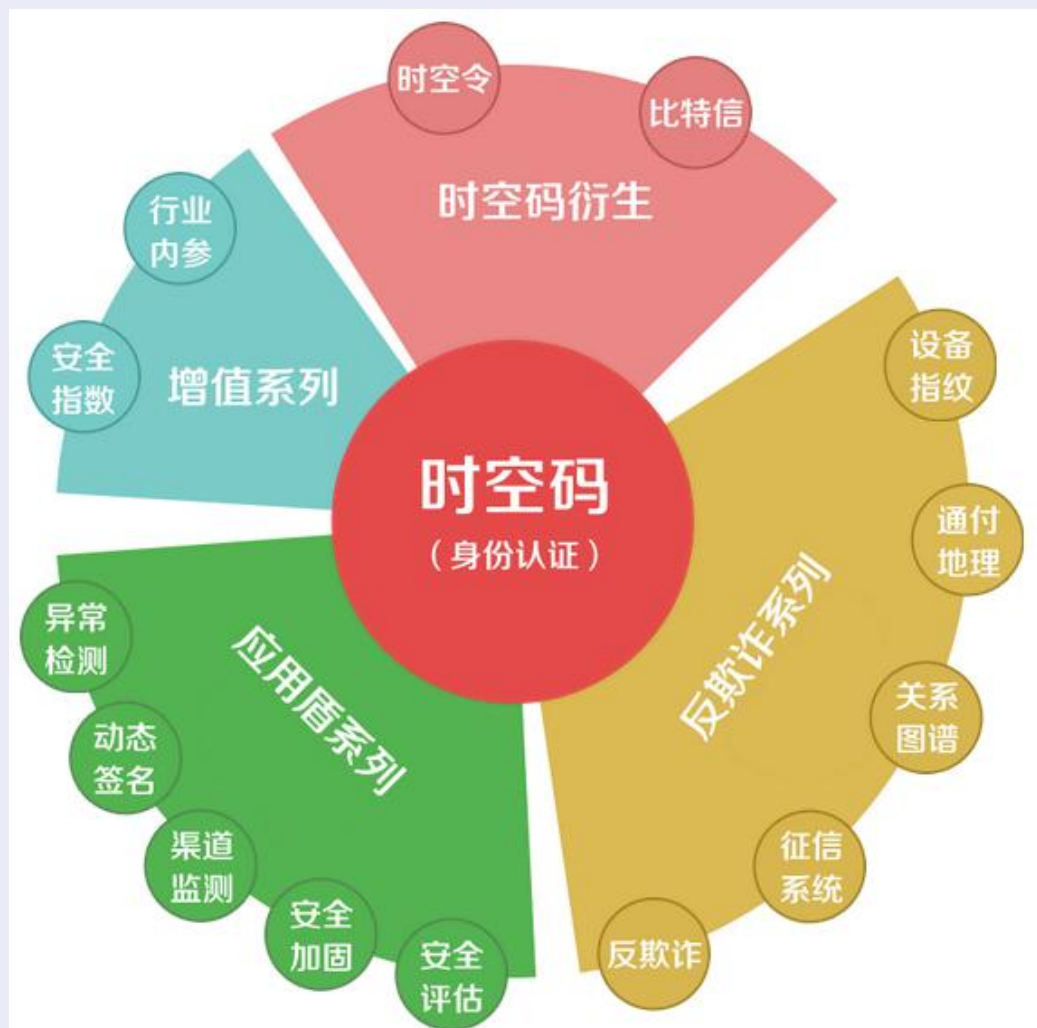 时空令
比特信
时空码衍生
行业
内参
安全
指数
增值系列
时空码
（身份认证）
设备
指纹
通付
地理
关系
图谱
征信
系统
反欺诈
反欺诈系列
应用盾系列
异常
检测
动态
签名
渠道
监测
安全
加固
安全
评估